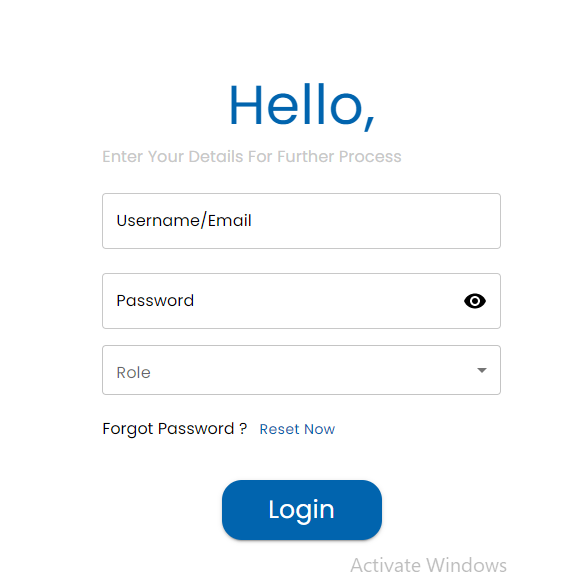 Hello,
Enter Your Details For Further Process
Username/Email
Password
Role
Forgot Password ? Reset Now
Login
Activate Windows